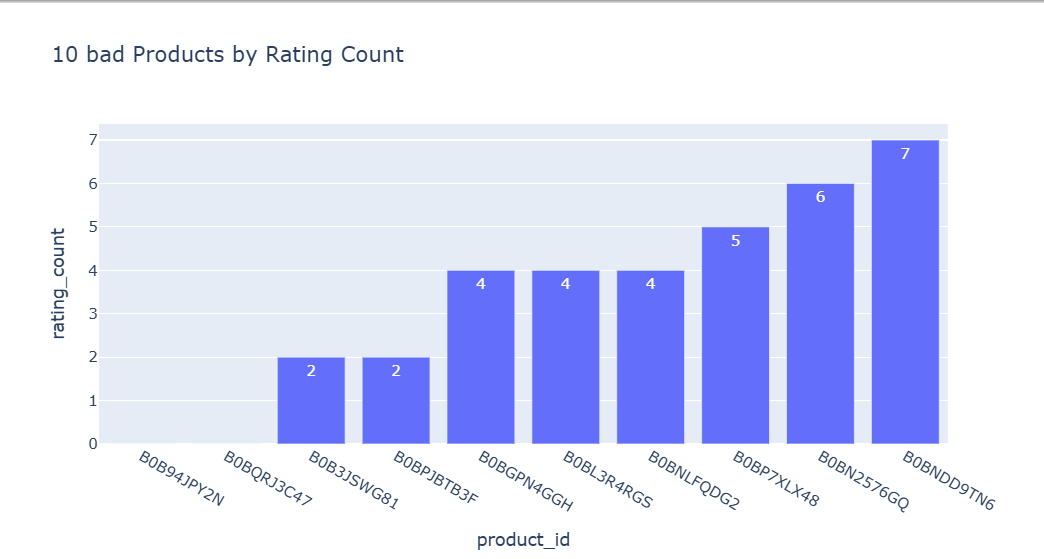 10 bad Products by Rating Count
rating_count
7
6
5
4
3
2
1
0
2
2
4
4
4
5
6
7
B0B94JPY2N
B0BQRJ3C47
B0B3JSWG81
B0BPJBTB3F
B0BGPN4GGH
B0BL3R4RGS
B0BNLFQDG2
B0BP7XLX48
B0BN2576GQ
B0BNDD9TN6
product_id